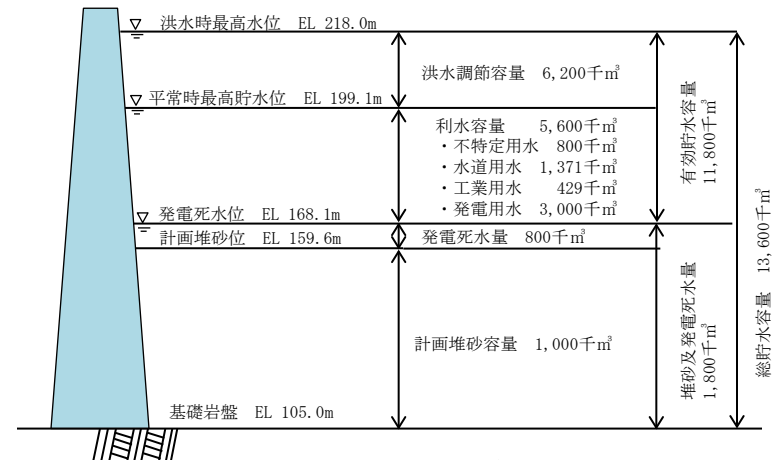 洪水時最高水位 EL 218.0m
洪水調節容量 6,200千㎥
平常時最高貯水位 EL 199.1m
利水容量 5,600千㎥
・不特定用水 800千㎥
・水道用水 1,371千㎥
・工業用水 429千㎥
・発電用水 3,000千㎥
有効貯水容量
11,800千㎥
発電死水位 EL 168.1m
計画堆砂位 EL 159.6m
発電死水量 800千㎥
計画堆砂容量 1,000千㎥
堆砂及発電死水量
1,800千㎥
総貯水容量 13,600千㎥
基礎岩盤 EL 105.0m